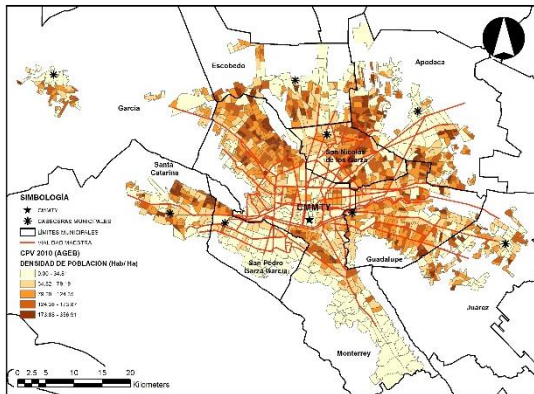 Escobedo
Apodaca
García
San Nicolás
de los Garza
Santa
Catarina
SIMBOLOGÍA
CMMTY
CABECERAS MUNICIPALES
LÍMITES MUNICIPALES
VIALIDAD MAESTRA
CPV 2010 (AGEB)
DENSIDAD DE POBLACIÓN (Hab/ Ha)
CMMTY
San Pedro
Garza García
Guadalupe
Juárez
Monterrey
0 2.5 5 10 15 20
Kilometers